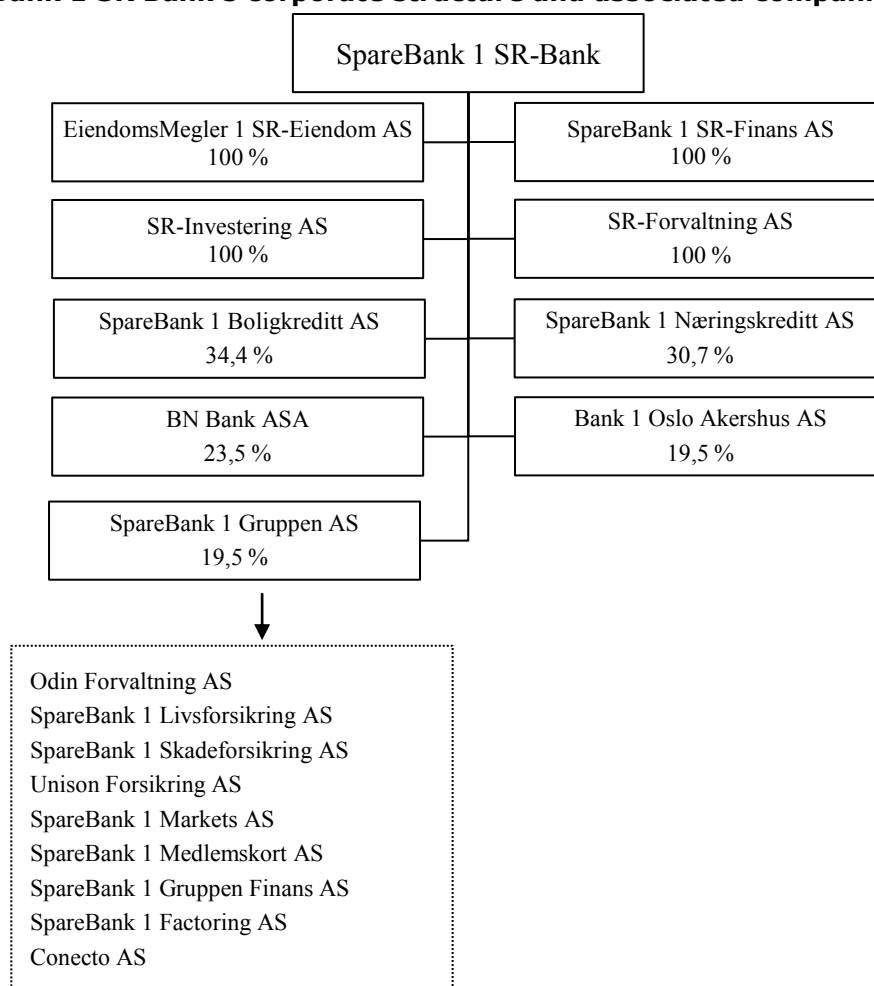 SpareBank 1 SR-Bank
EiendomsMegler 1 SR-Eiendom AS
100 %
SpareBank 1 SR-Finans AS
100 %
SR-Investering AS
100 %
SR-Forvaltning AS
100 %
SpareBank 1 Boligkreditt AS
34,4 %
SpareBank 1 Næringskreditt AS
30,7 %
BN Bank ASA
23,5 %
Bank 1 Oslo Akershus AS
19,5 %
SpareBank 1 Gruppen AS
19,5 %
Odin Forvaltning AS
SpareBank 1 Livsforsikring AS
SpareBank 1 Skadeforsikring AS
Unison Forsikring AS
SpareBank 1 Markets AS
SpareBank 1 Medlemskort AS
SpareBank 1 Gruppen Finans AS
SpareBank 1 Factoring AS
Conecto AS